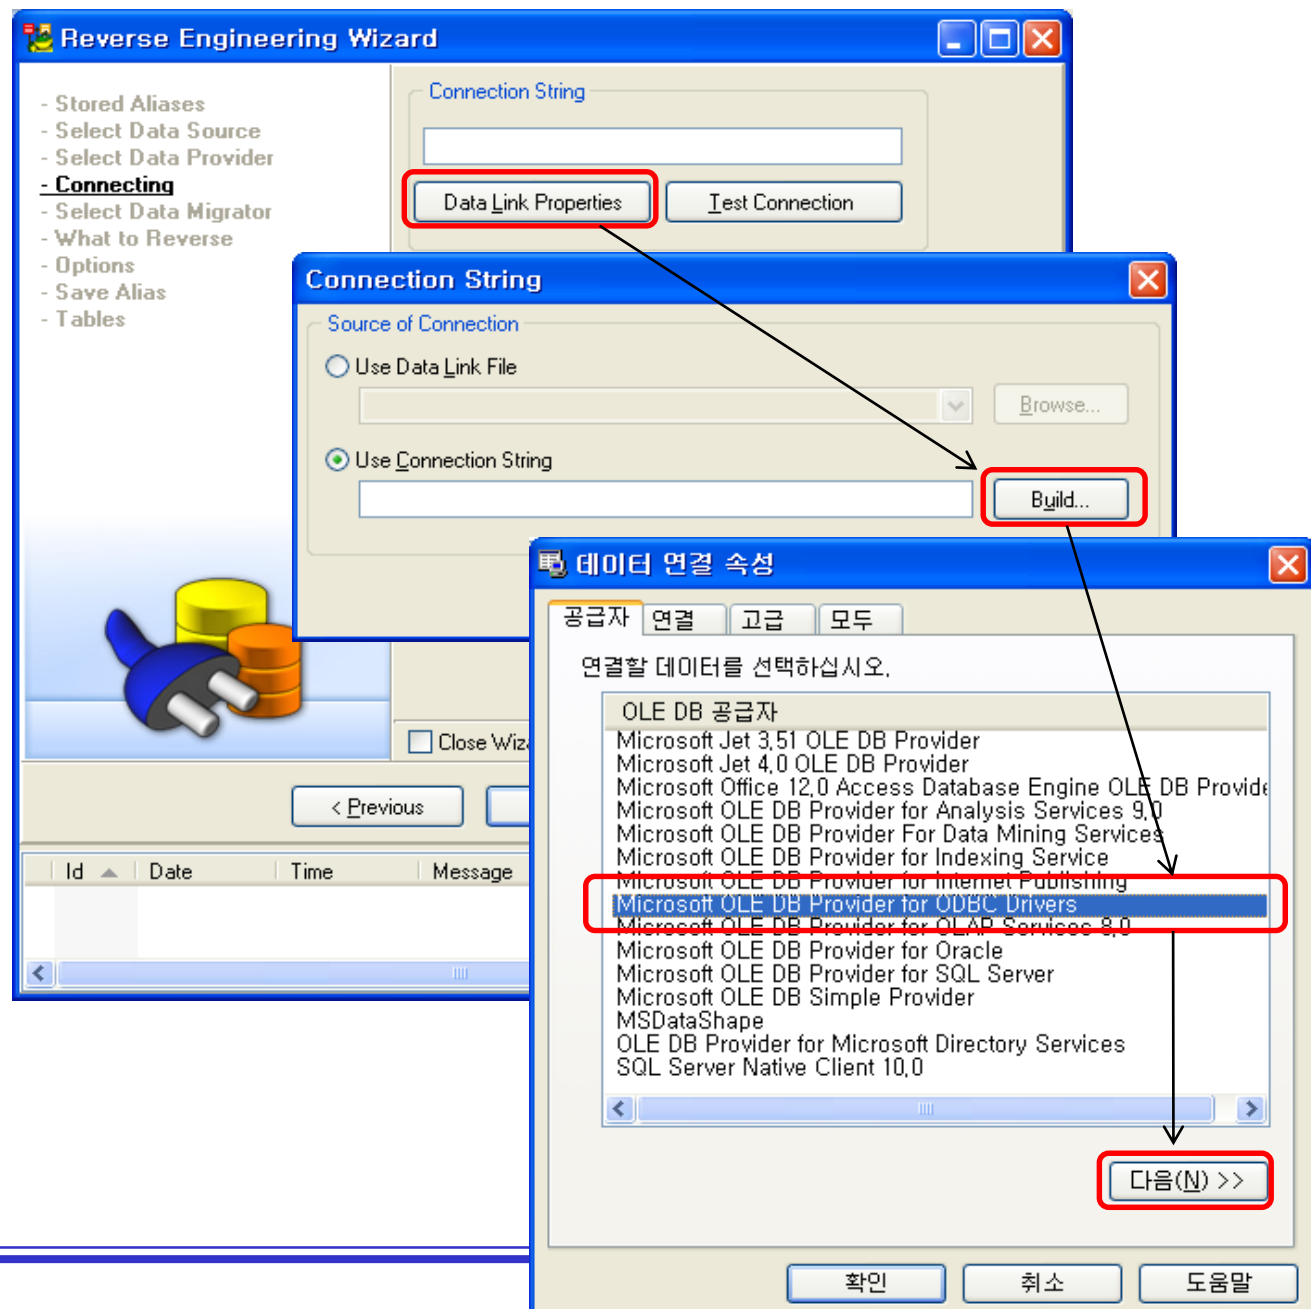 Reverse Engineering Wizard
- Stored Aliases
- Select Data Source
- Select Data Provider
- Connecting
- Select Data Migrator
- What to Reverse
- Options
- Save Alias
- Tables
Connection String
Data Link Properties
Test Connection
Connection String
Source of Connection
Use Data Link File
Browse...
Use Connection String
Build...
Close Wiz
< Previous
Id
Date
Time
Message
데이터 연결 속성
공급자 연결 고급 모두
연결할 데이터를 선택하십시오.
OLE DB 공급자
Microsoft Jet 3.51 OLE DB Provider
Microsoft Jet 4.0 OLE DB Provider
Microsoft Office 12.0 Access Database Engine OLE DB Provide
Microsoft OLE DB Provider for Analysis Services 9.0
Microsoft OLE DB Provider For Data Mining Services
Microsoft OLE DB Provider for Indexing Service
Microsoft OLE DB Provider for Internet Publishing
Microsoft OLE DB Provider for ODBC Drivers
Microsoft OLE DB Provider for OLAP Services 8.0
Microsoft OLE DB Provider for Oracle
Microsoft OLE DB Provider for SQL Server
Microsoft OLE DB Simple Provider
MSDataShape
OLE DB Provider for Microsoft Directory Services
SQL Server Native Client 10.0
다음(N) >>
확인
취소
도움말